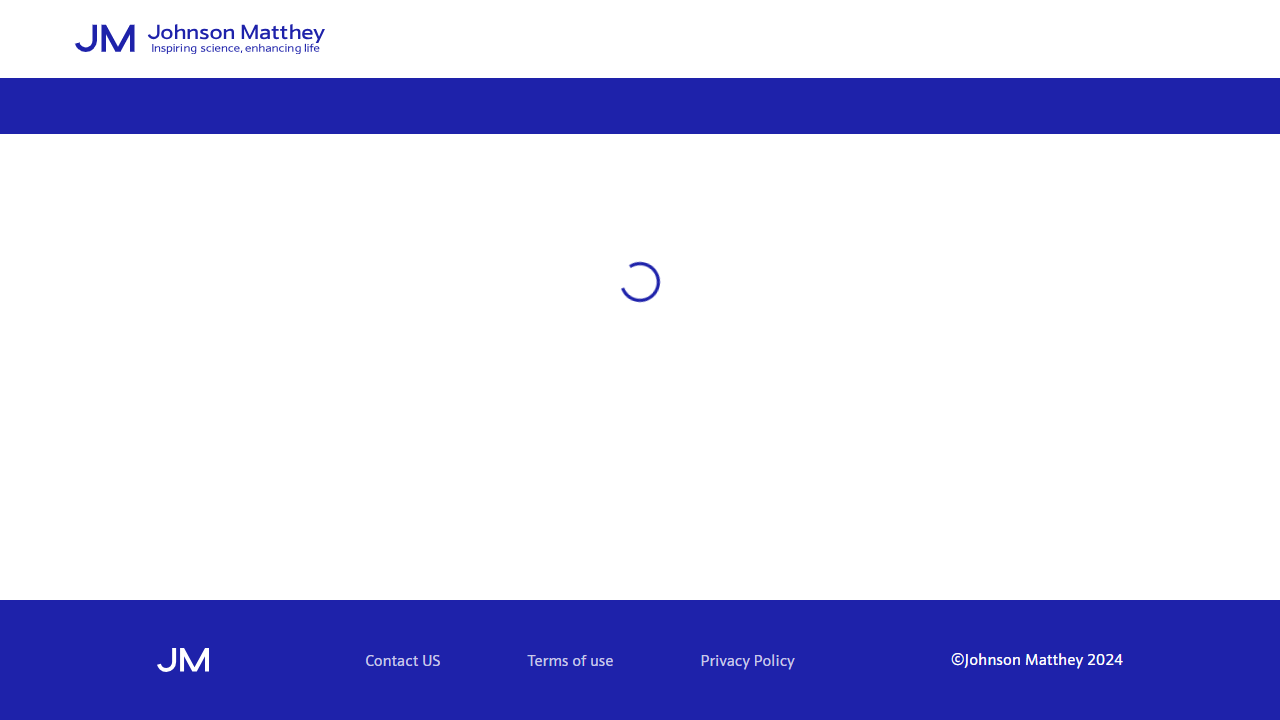 JM Johnson Matthey
Inspiring science, enhancing life
JM
Contact US
Terms of use
Privacy Policy
©Johnson Matthey 2024